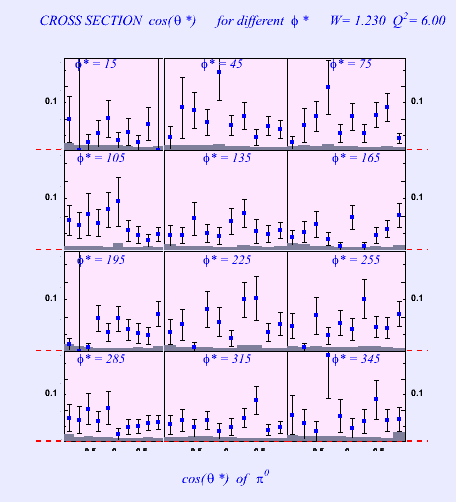 CROSS SECTION cos(θ*) for different ϕ* W= 1.230 Q²= 6.00
ϕ* = 15 ϕ* = 45 ϕ* = 75
0.1 0.1
ϕ* = 105 ϕ* = 135 ϕ* = 165
0.1 0.1
ϕ* = 195 ϕ* = 225 ϕ* = 255
0.1 0.1
ϕ* = 285 ϕ* = 315 ϕ* = 345
0.1 0.1
cos(θ*) of π⁰